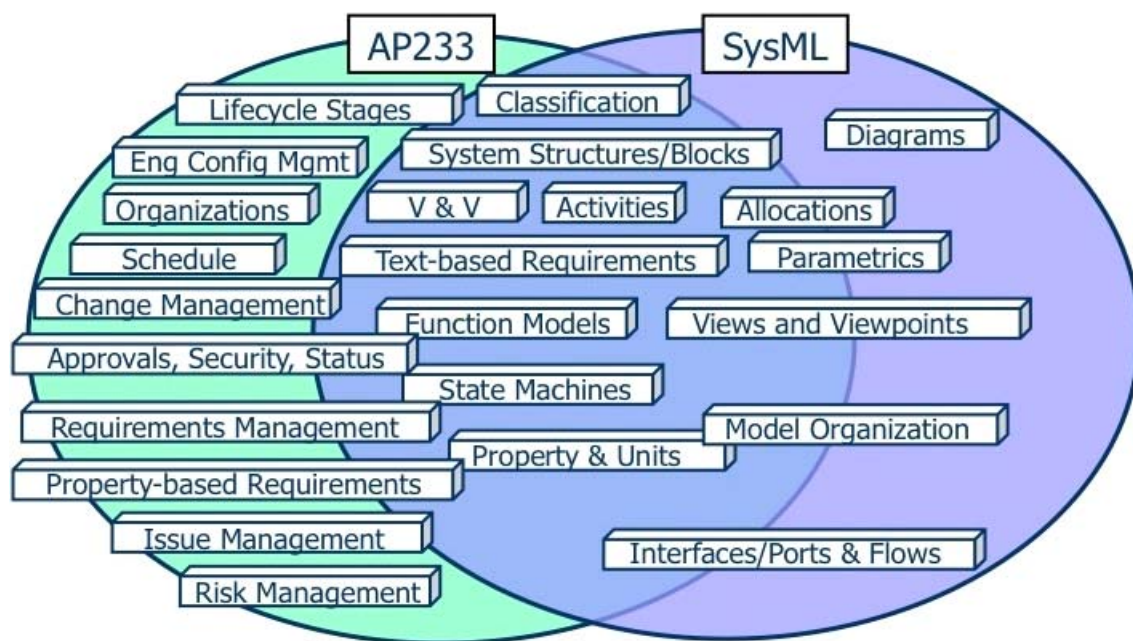 AP233
SysML
Lifecycle Stages
Classification
Diagrams
Eng Config Mgmt
System Structures/Blocks
Organizations
V & V
Activities
Allocations
Schedule
Text-based Requirements
Parametrics
Change Management
Function Models
Views and Viewpoints
Approvals, Security, Status
State Machines
Requirements Management
Model Organization
Property & Units
Property-based Requirements
Issue Management
Interfaces/Ports & Flows
Risk Management